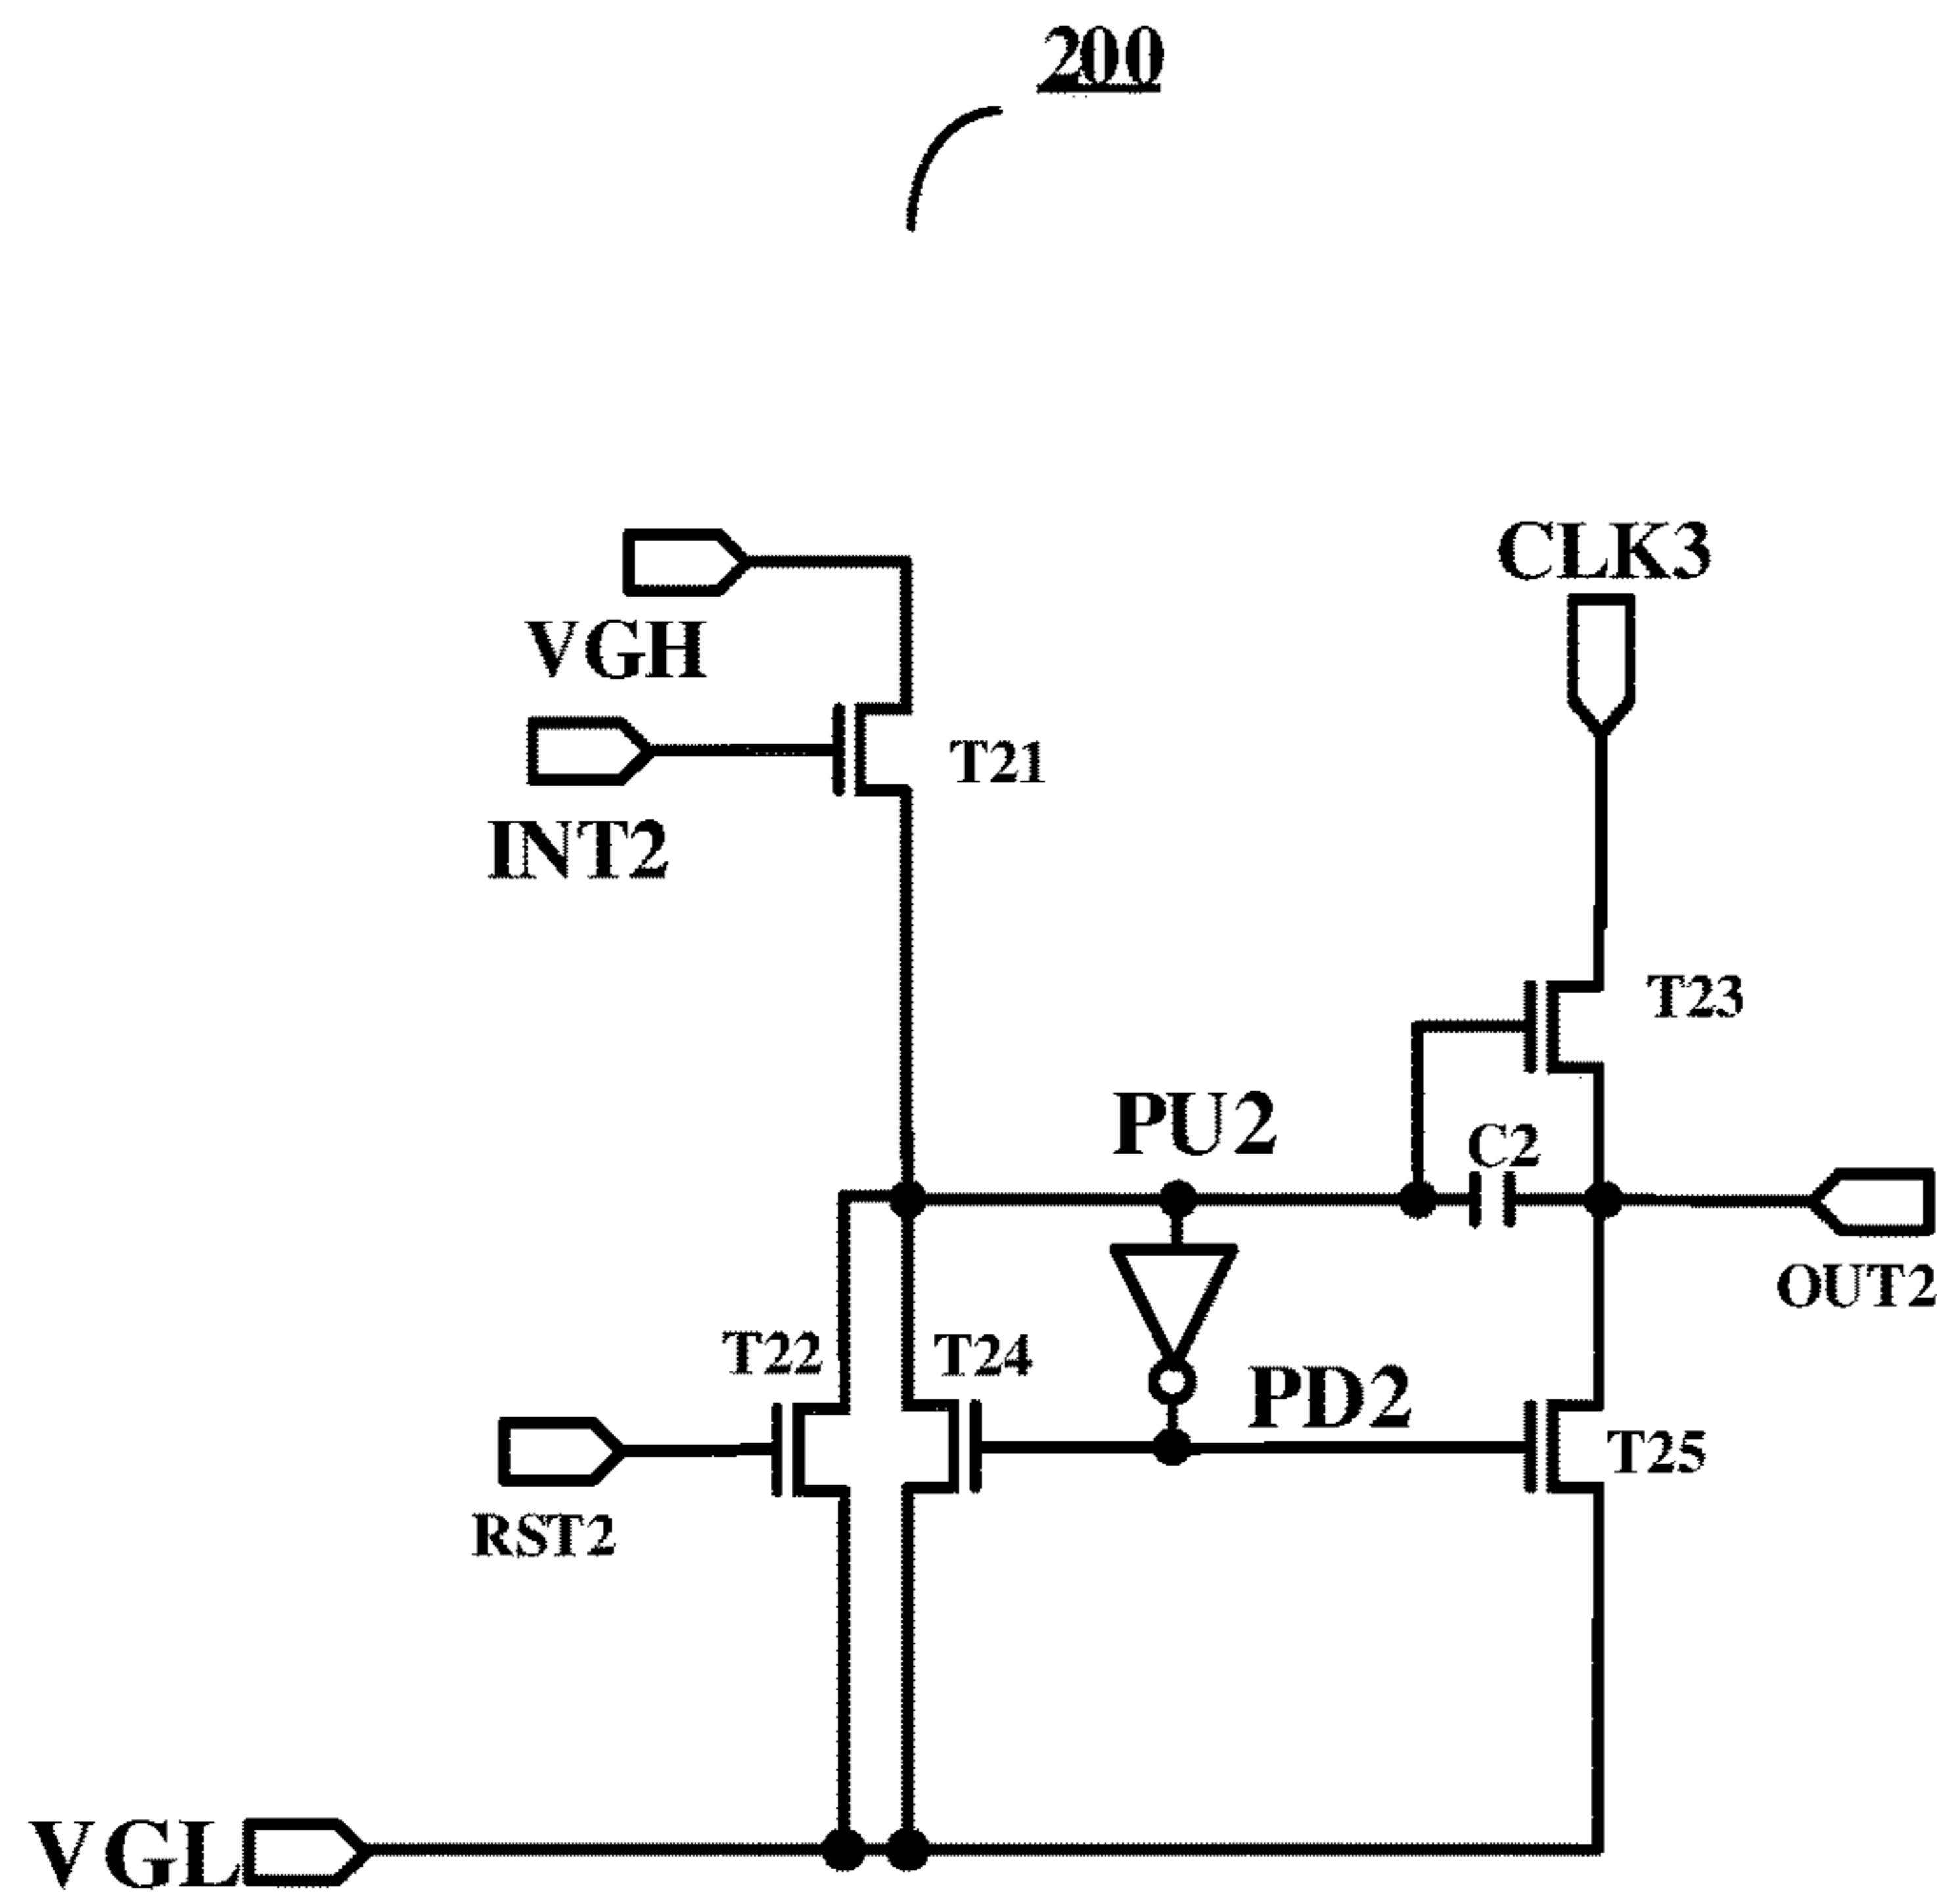 200
CLK3
VGH
T21
INT2
T23
PU2
C2
OUT2
T22
T24
PD2
T25
RST2
VGL